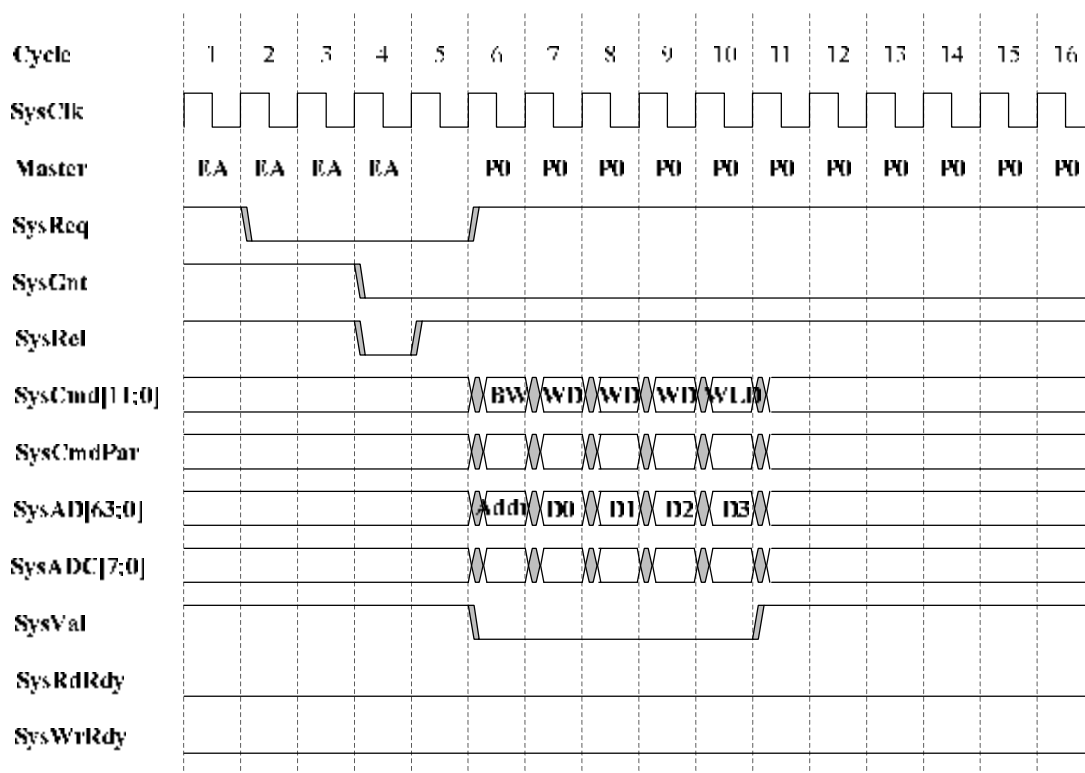 Cycle 1 2 3 4 5 6 7 8 9 10 11 12 13 14 15 16
SysClk
Master EA EA EA EA P0 P0 P0 P0 P0 P0 P0 P0 P0 P0 P0
SysReq
SysGnt
SysRel
SysCmd[11:0] BW WD WD WD WLD
SysCmdPar
SysAD[63:0] Addr D0 D1 D2 D3
SysADC[7:0]
SysVal
SysRdRdy
SysWrRdy